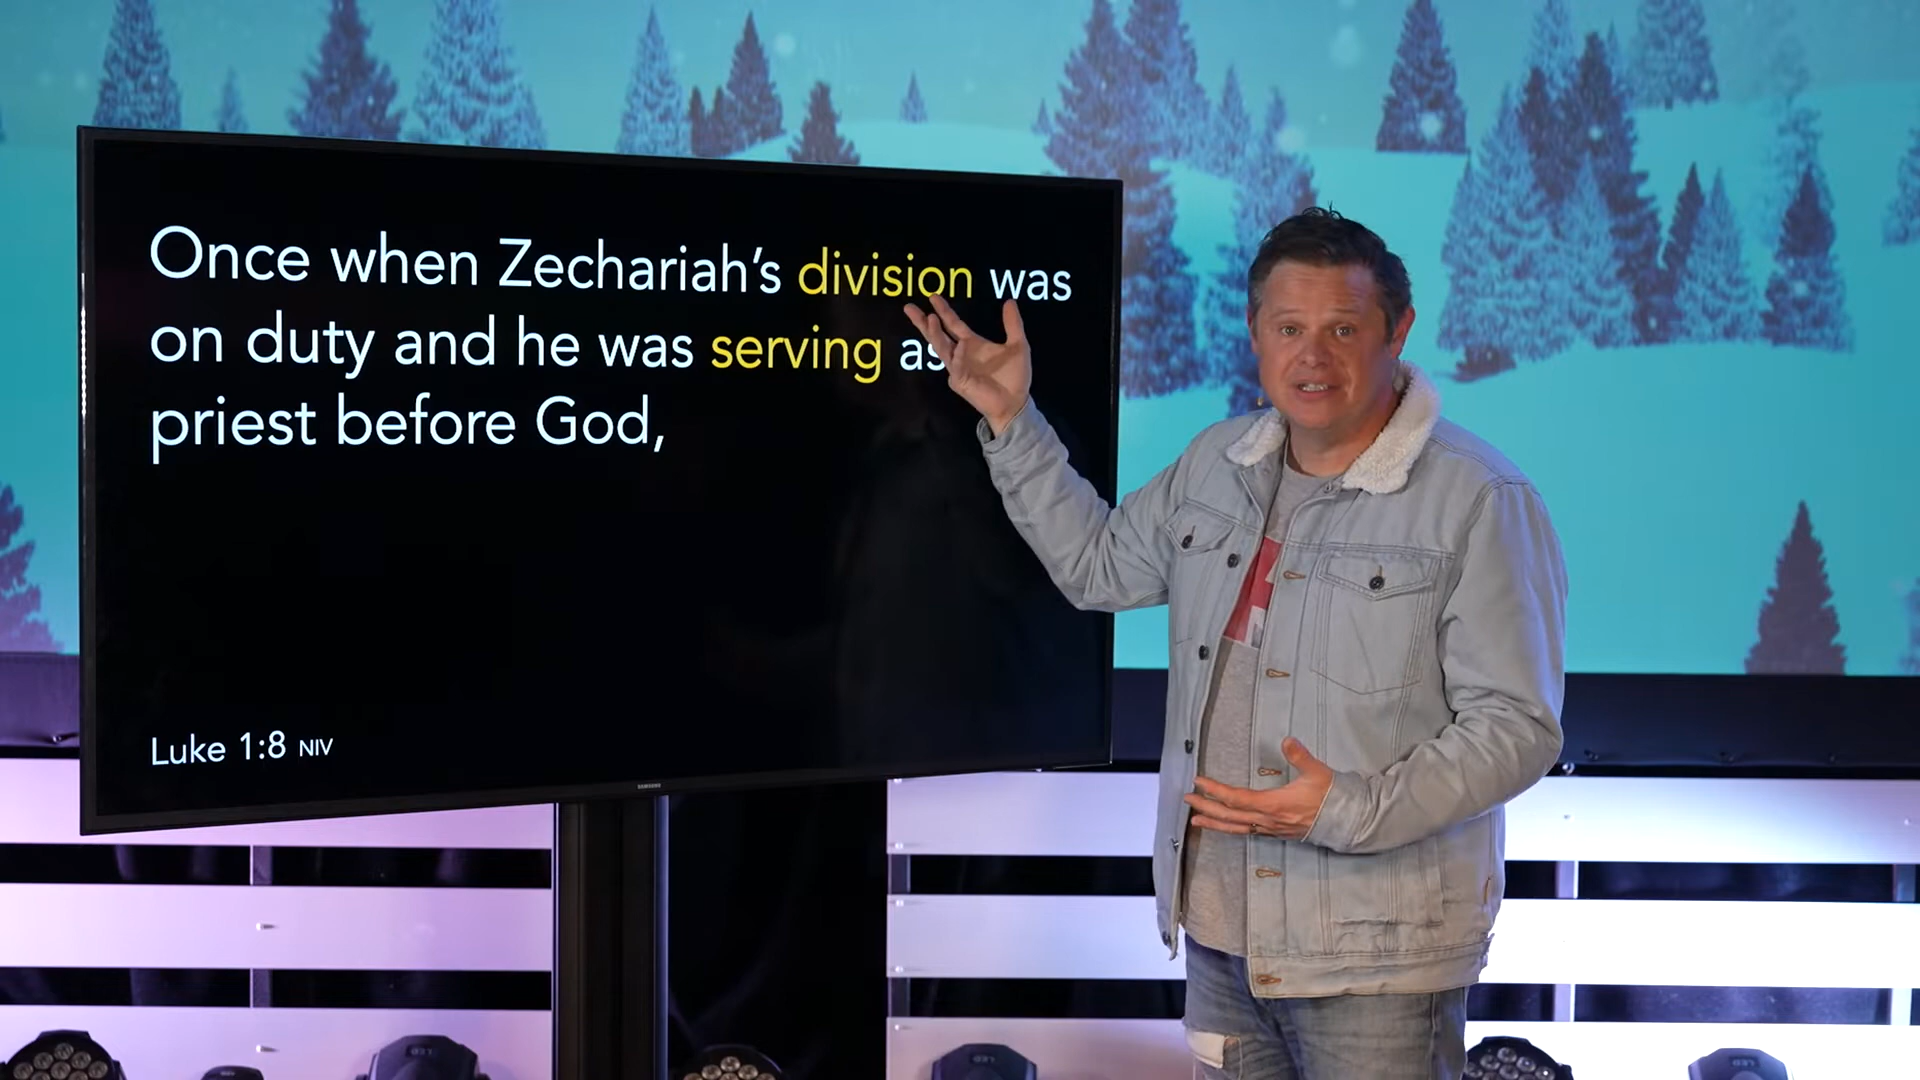 Once when Zechariah’s division was
on duty and he was serving as
priest before God,
Luke 1:8 NIV
SAMSUNG